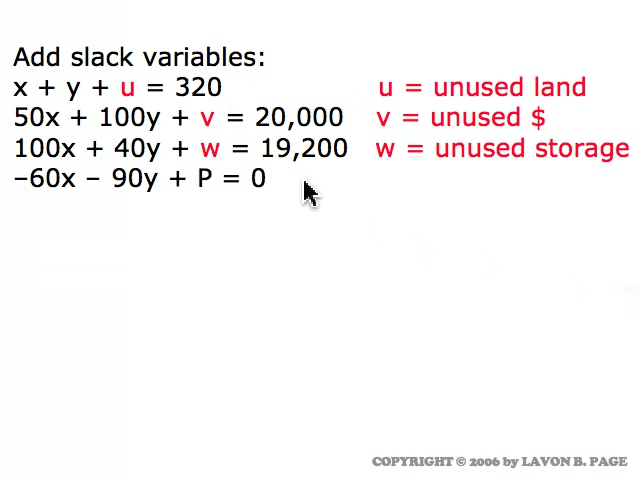 Add slack variables:
x + y + u = 320 u = unused land
50x + 100y + v = 20,000 v = unused $
100x + 40y + w = 19,200 w = unused storage
–60x – 90y + P = 0
COPYRIGHT © 2006 by LAVON B. PAGE